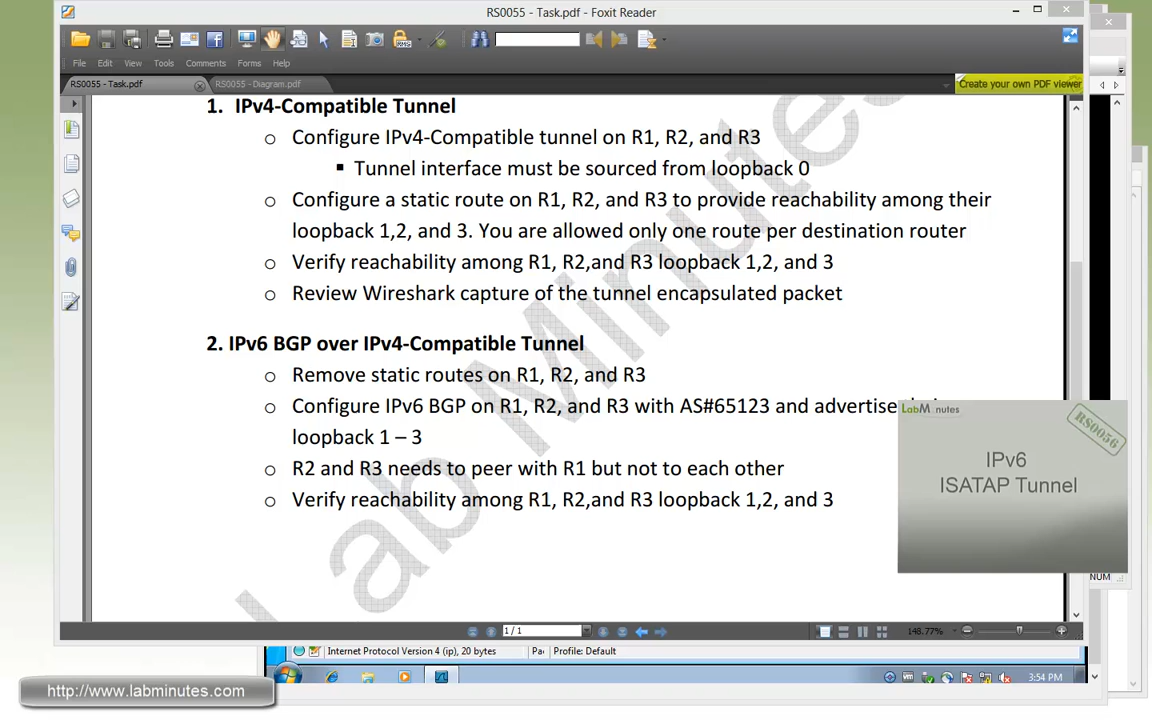 RS0055 - Task.pdf - Foxit Reader
File Edit View Tools Comments Forms Help
RS0055 - Task.pdf
RS0055 - Diagram.pdf
Create your own PDF viewer
1. IPv4-Compatible Tunnel
o Configure IPv4-Compatible tunnel on R1, R2, and R3
▪ Tunnel interface must be sourced from loopback 0
o Configure a static route on R1, R2, and R3 to provide reachability among their
loopback 1,2, and 3. You are allowed only one route per destination router
o Verify reachability among R1, R2,and R3 loopback 1,2, and 3
o Review Wireshark capture of the tunnel encapsulated packet
2. IPv6 BGP over IPv4-Compatible Tunnel
o Remove static routes on R1, R2, and R3
o Configure IPv6 BGP on R1, R2, and R3 with AS#65123 and advertise
loopback 1 – 3
o R2 and R3 needs to peer with R1 but not to each other
o Verify reachability among R1, R2,and R3 loopback 1,2, and 3
Lab Minutes
LabM nutes
RS0056
IPv6
ISATAP Tunnel
NUM
1 / 1
148.77%
Internet Protocol Version 4 (ip), 20 bytes
Profile: Default
3:54 PM
http://www.labminutes.com